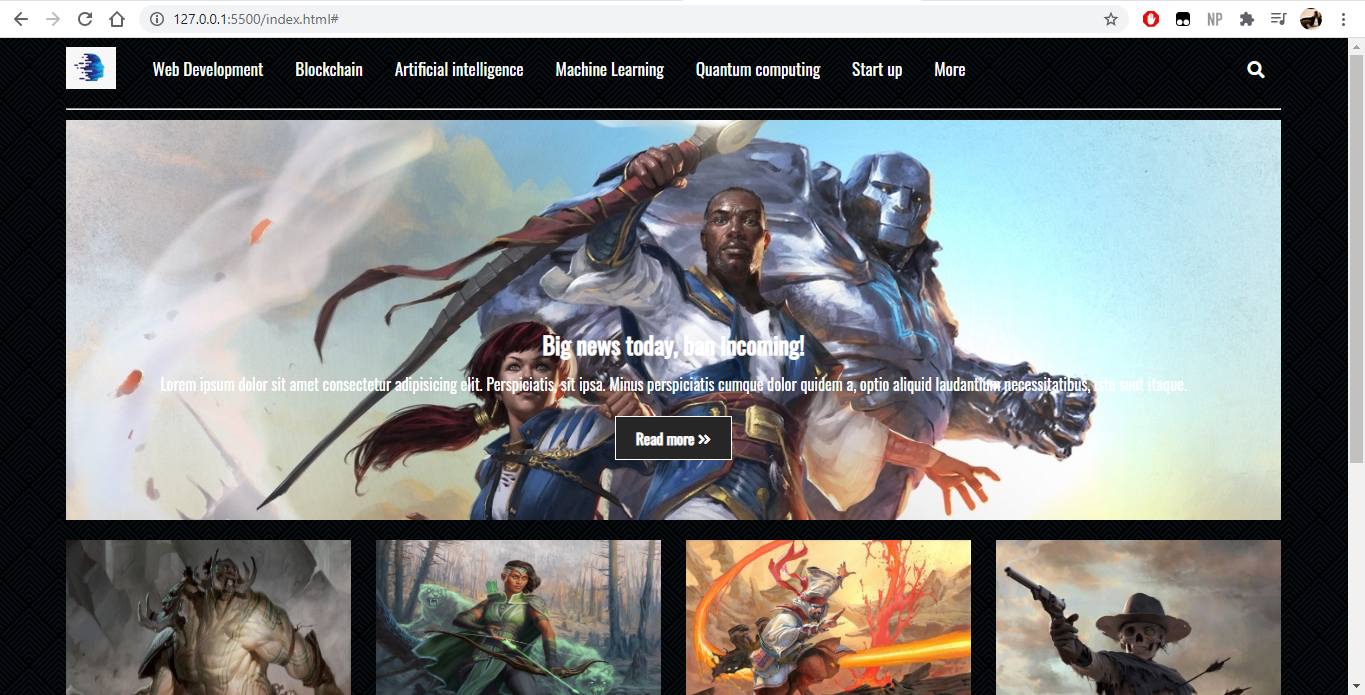 127.0.0.1:5500/index.html#
NP
Web Development Blockchain Artificial intelligence Machine Learning Quantum computing Start up More
Big news today, ban incoming!
Lorem ipsum dolor sit amet consectetur adipisicing elit. Perspiciatis, sit ipsa. Minus perspiciatis cumque dolor quidem a, optio aliquid laudantium necessitatibus, iste sunt itaque.
Read more »